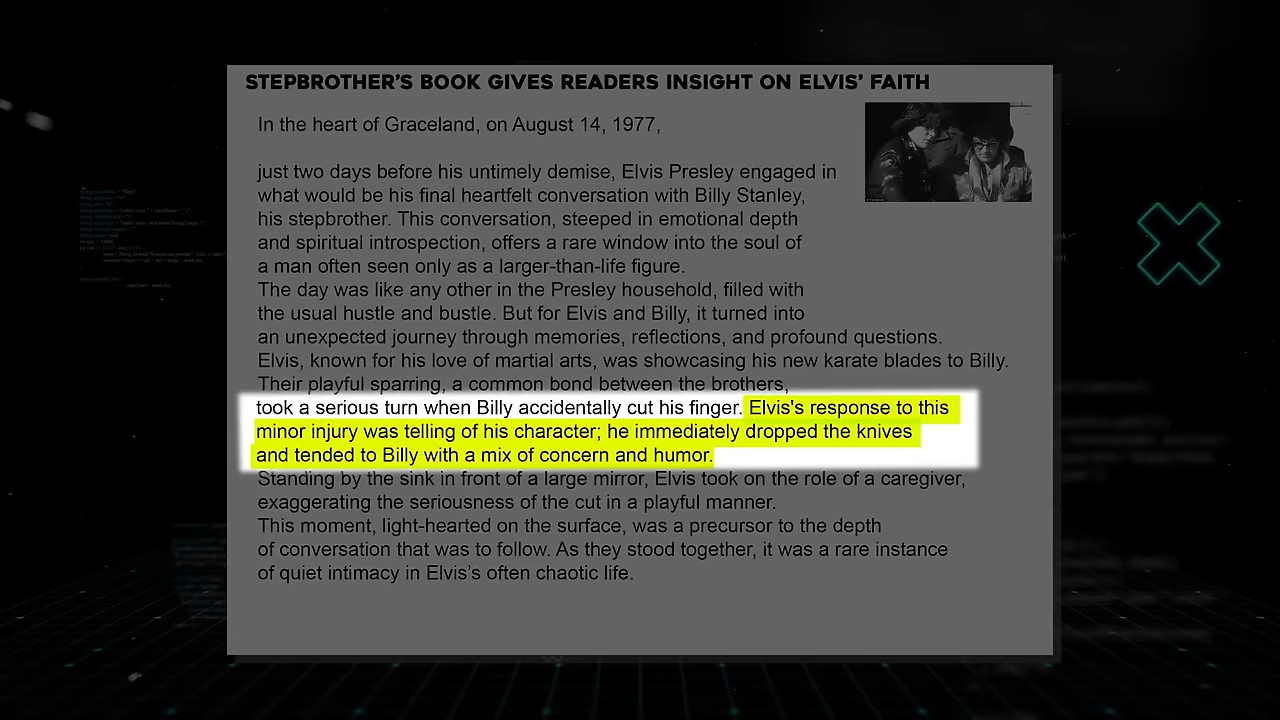 STEPBROTHER'S BOOK GIVES READERS INSIGHT ON ELVIS' FAITH
In the heart of Graceland, on August 14, 1977,
just two days before his untimely demise, Elvis Presley engaged in
what would be his final heartfelt conversation with Billy Stanley,
his stepbrother. This conversation, steeped in emotional depth
and spiritual introspection, offers a rare window into the soul of
a man often seen only as a larger-than-life figure.
The day was like any other in the Presley household, filled with
the usual hustle and bustle. But for Elvis and Billy, it turned into
an unexpected journey through memories, reflections, and profound questions.
Elvis, known for his love of martial arts, was showcasing his new karate blades to Billy.
Their playful sparring, a common bond between the brothers,
took a serious turn when Billy accidentally cut his finger. Elvis's response to this
minor injury was telling of his character; he immediately dropped the knives
and tended to Billy with a mix of concern and humor.
Standing by the sink in front of a large mirror, Elvis took on the role of a caregiver,
exaggerating the seriousness of the cut in a playful manner.
This moment, light-hearted on the surface, was a precursor to the depth
of conversation that was to follow. As they stood together, it was a rare instance
of quiet intimacy in Elvis's often chaotic life.